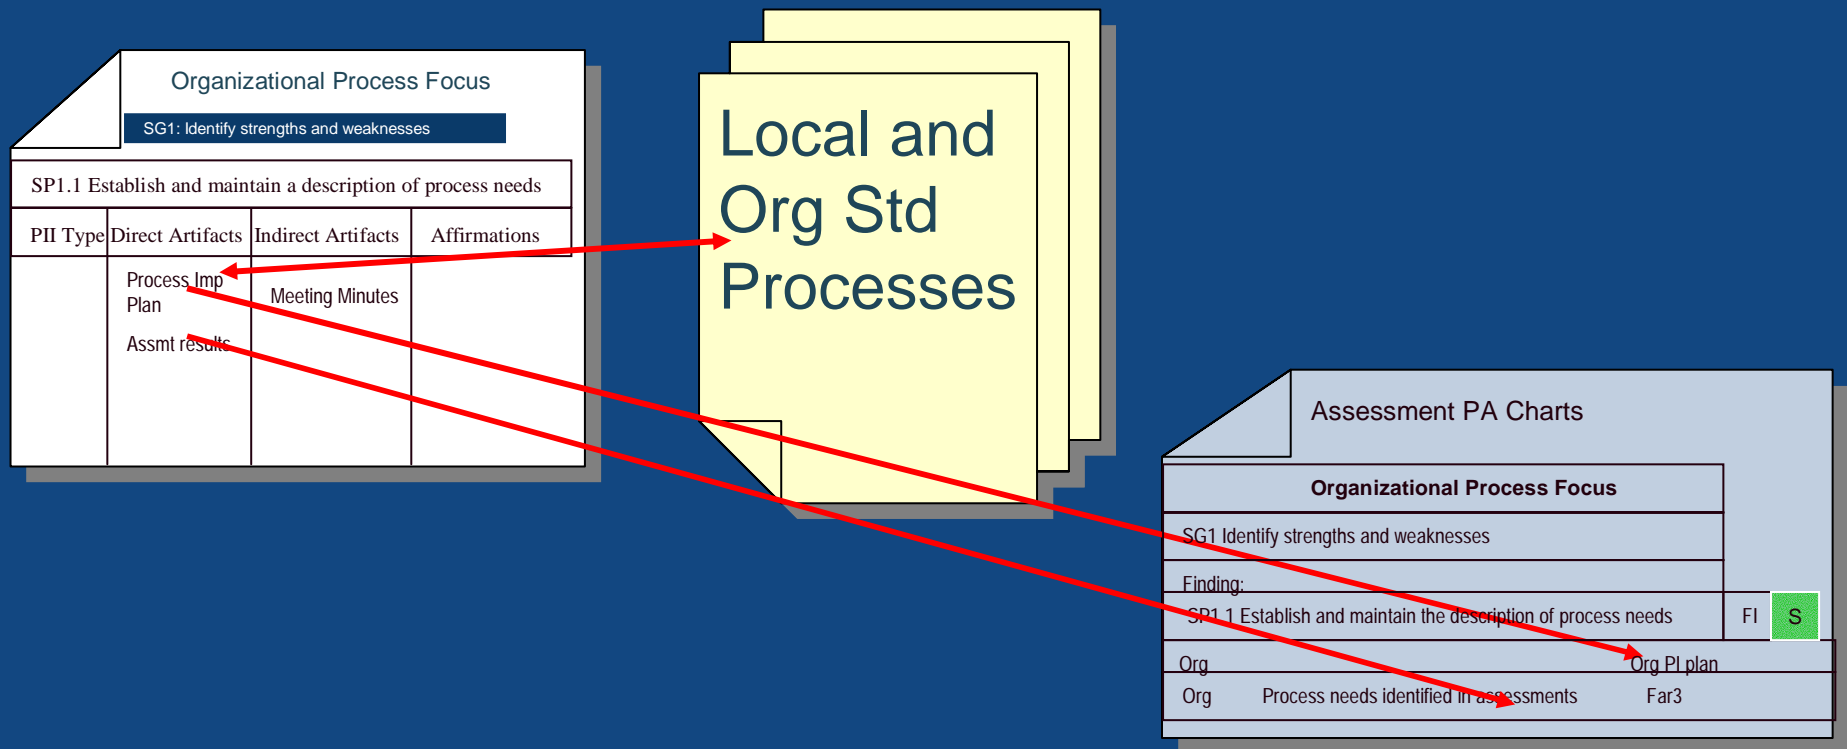 Organizational Process Focus
SG1: Identify strengths and weaknesses
SP1.1 Establish and maintain a description of process needs
PII Type Direct Artifacts Indirect Artifacts Affirmations
Process Imp
Plan
Meeting Minutes
Assmt results
Local and
Org Std
Processes
Assessment PA Charts
Organizational Process Focus
SG1 Identify strengths and weaknesses
Finding:
SP1.1 Establish and maintain the description of process needs FI S
Org Org PI plan
Org Process needs identified in assessments Far3